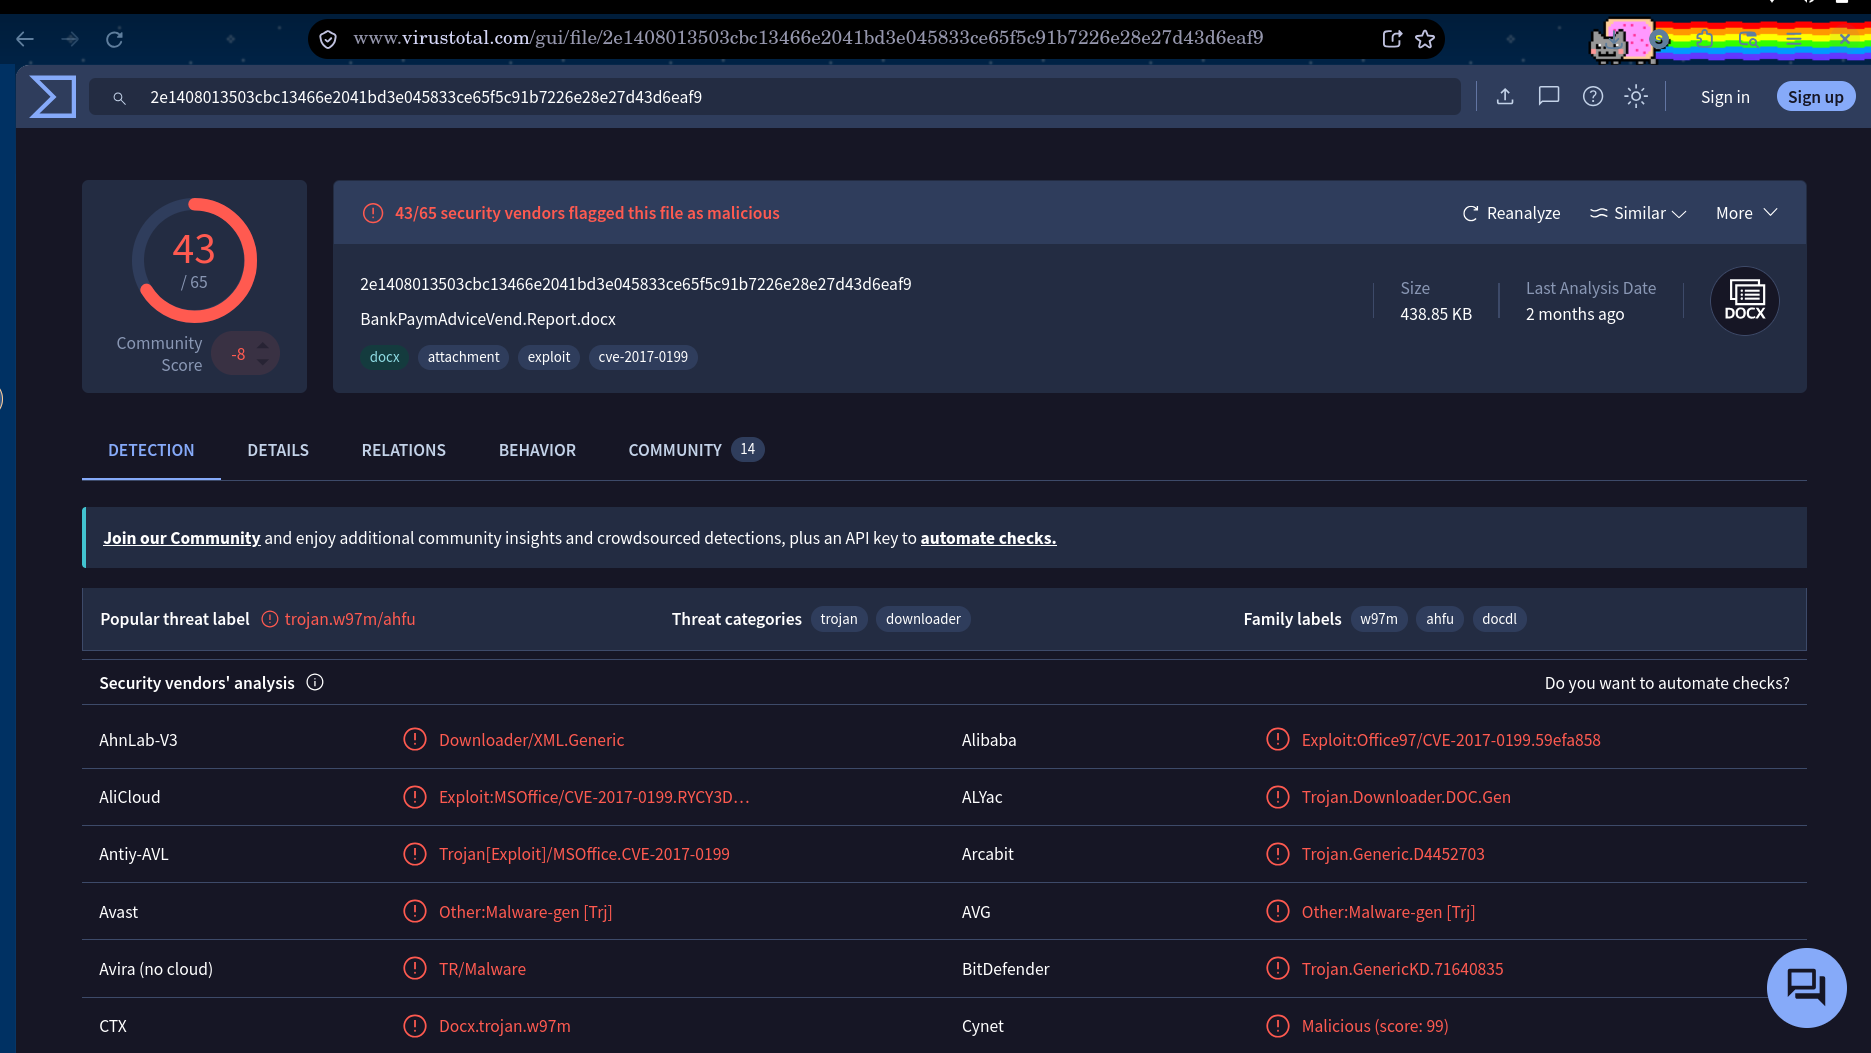 www.virustotal.com/gui/file/2e1408013503cbc13466e2041bd3e045833ce65f5c91b7226e28e27d43d6eaf9
2e1408013503cbc13466e2041bd3e045833ce65f5c91b7226e28e27d43d6eaf9
Sign in
Sign up
43
/ 65
Community
Score
-8
43/65 security vendors flagged this file as malicious
Reanalyze
Similar
More
2e1408013503cbc13466e2041bd3e045833ce65f5c91b7226e28e27d43d6eaf9
BankPaymAdviceVend.Report.docx
docx attachment exploit cve-2017-0199
Size
438.85 KB
Last Analysis Date
2 months ago
DOCX
DETECTION DETAILS RELATIONS BEHAVIOR COMMUNITY 14
Join our Community and enjoy additional community insights and crowdsourced detections, plus an API key to automate checks.
Popular threat label trojan.w97m/ahfu Threat categories trojan downloader Family labels w97m ahfu docdl
Security vendors' analysis Do you want to automate checks?
AhnLab-V3 Downloader/XML.Generic Alibaba Exploit:Office97/CVE-2017-0199.59efa858
AliCloud Exploit:MSOffice/CVE-2017-0199.RYCY3D... ALYac Trojan.Downloader.DOC.Gen
Antiy-AVL Trojan[Exploit]/MSOffice.CVE-2017-0199 Arcabit Trojan.Generic.D4452703
Avast Other:Malware-gen [Trj] AVG Other:Malware-gen [Trj]
Avira (no cloud) TR/Malware BitDefender Trojan.GenericKD.71640835
CTX Docx.trojan.w97m Cynet Malicious (score: 99)